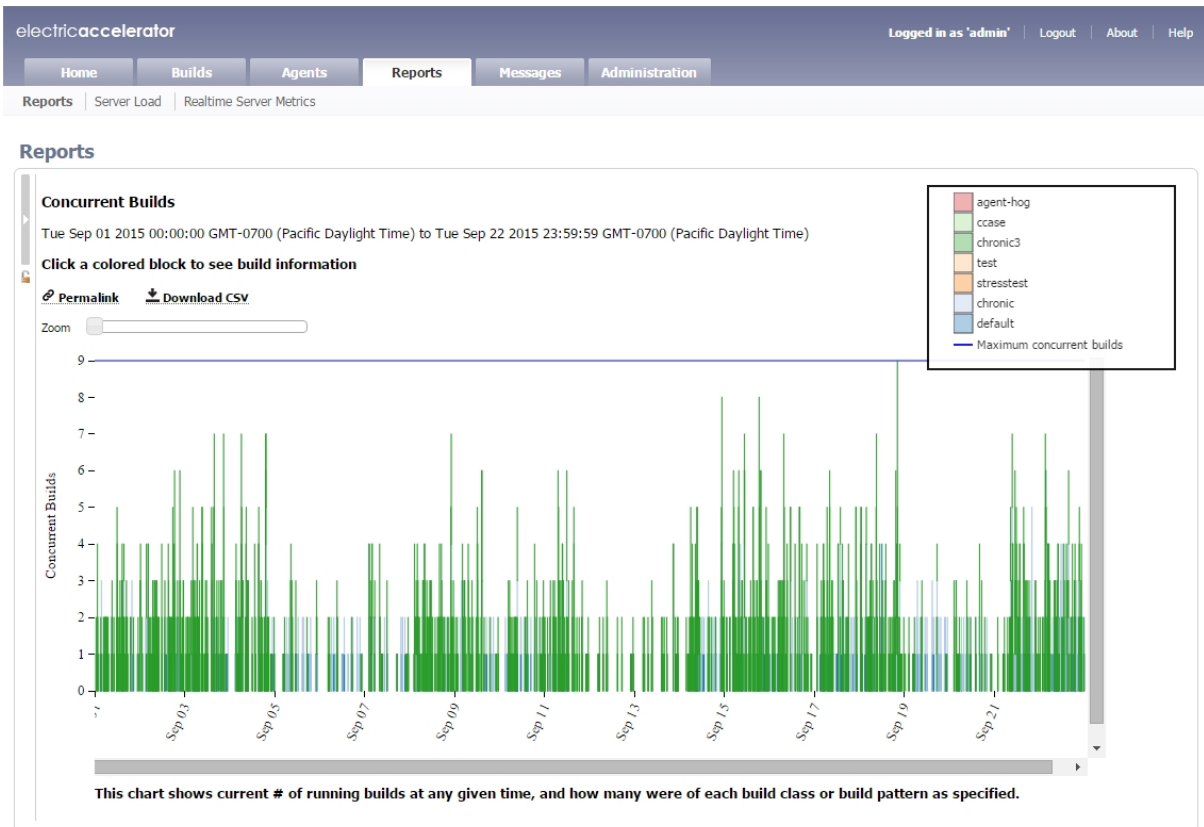 electricaccelerator
Logged in as 'admin' Logout About Help
Home Builds Agents Reports Messages Administration
Reports Server Load Realtime Server Metrics
Reports
Concurrent Builds
Tue Sep 01 2015 00:00:00 GMT-0700 (Pacific Daylight Time) to Tue Sep 22 2015 23:59:59 GMT-0700 (Pacific Daylight Time)
Click a colored block to see build information
Permalink Download CSV
Zoom
agent-hog
ccase
chronic3
test
stresstest
chronic
default
Maximum concurrent builds
Concurrent Builds
9
8
7
6
5
4
3
2
1
0
Sep 03 Sep 05 Sep 07 Sep 09 Sep 11 Sep 13 Sep 15 Sep 17 Sep 19 Sep 21
This chart shows current # of running builds at any given time, and how many were of each build class or build pattern as specified.